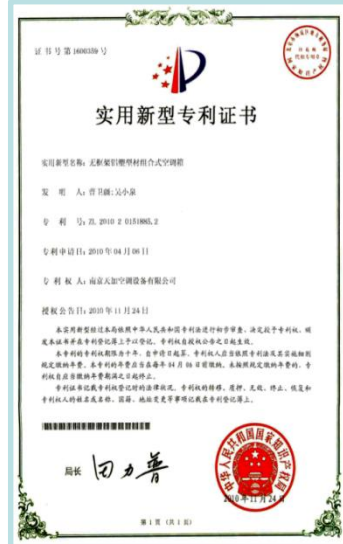 证书号第1600359号
实用新型专利证书
实用新型名称：无框架铝塑型材组合式空调箱
发 明 人：曾卫疆;吴小泉
专 利 号：ZL 2010 2 0151883.2
专利申请日：2010年04月06日
专 利 权 人：南京天加空调设备有限公司
授权公告日：2010年11月24日
本实用新型经过本局依照中华人民共和国专利法进行初步审查，决定授予专利权，颁
发本证书并在专利登记簿上予以登记。专利权自授权公告之日起生效。
本专利的专利权期限为十年，自申请日起算。专利权人应当依照专利法及其实施细则
规定缴纳年费。本专利的年费应当在每年04月06日前缴纳。未按照规定缴纳年费的，专
利权自应当缴纳年费期满之日起终止。
专利证书记载专利权登记时的法律状况。专利权的转移、质押、无效、终止、恢复和
专利权人的姓名或名称、国籍、地址变更等事项记载在专利登记簿上。
局长 田力普
中华人民共和国国家知识产权局
2010年11月24日
第1页（共1页）